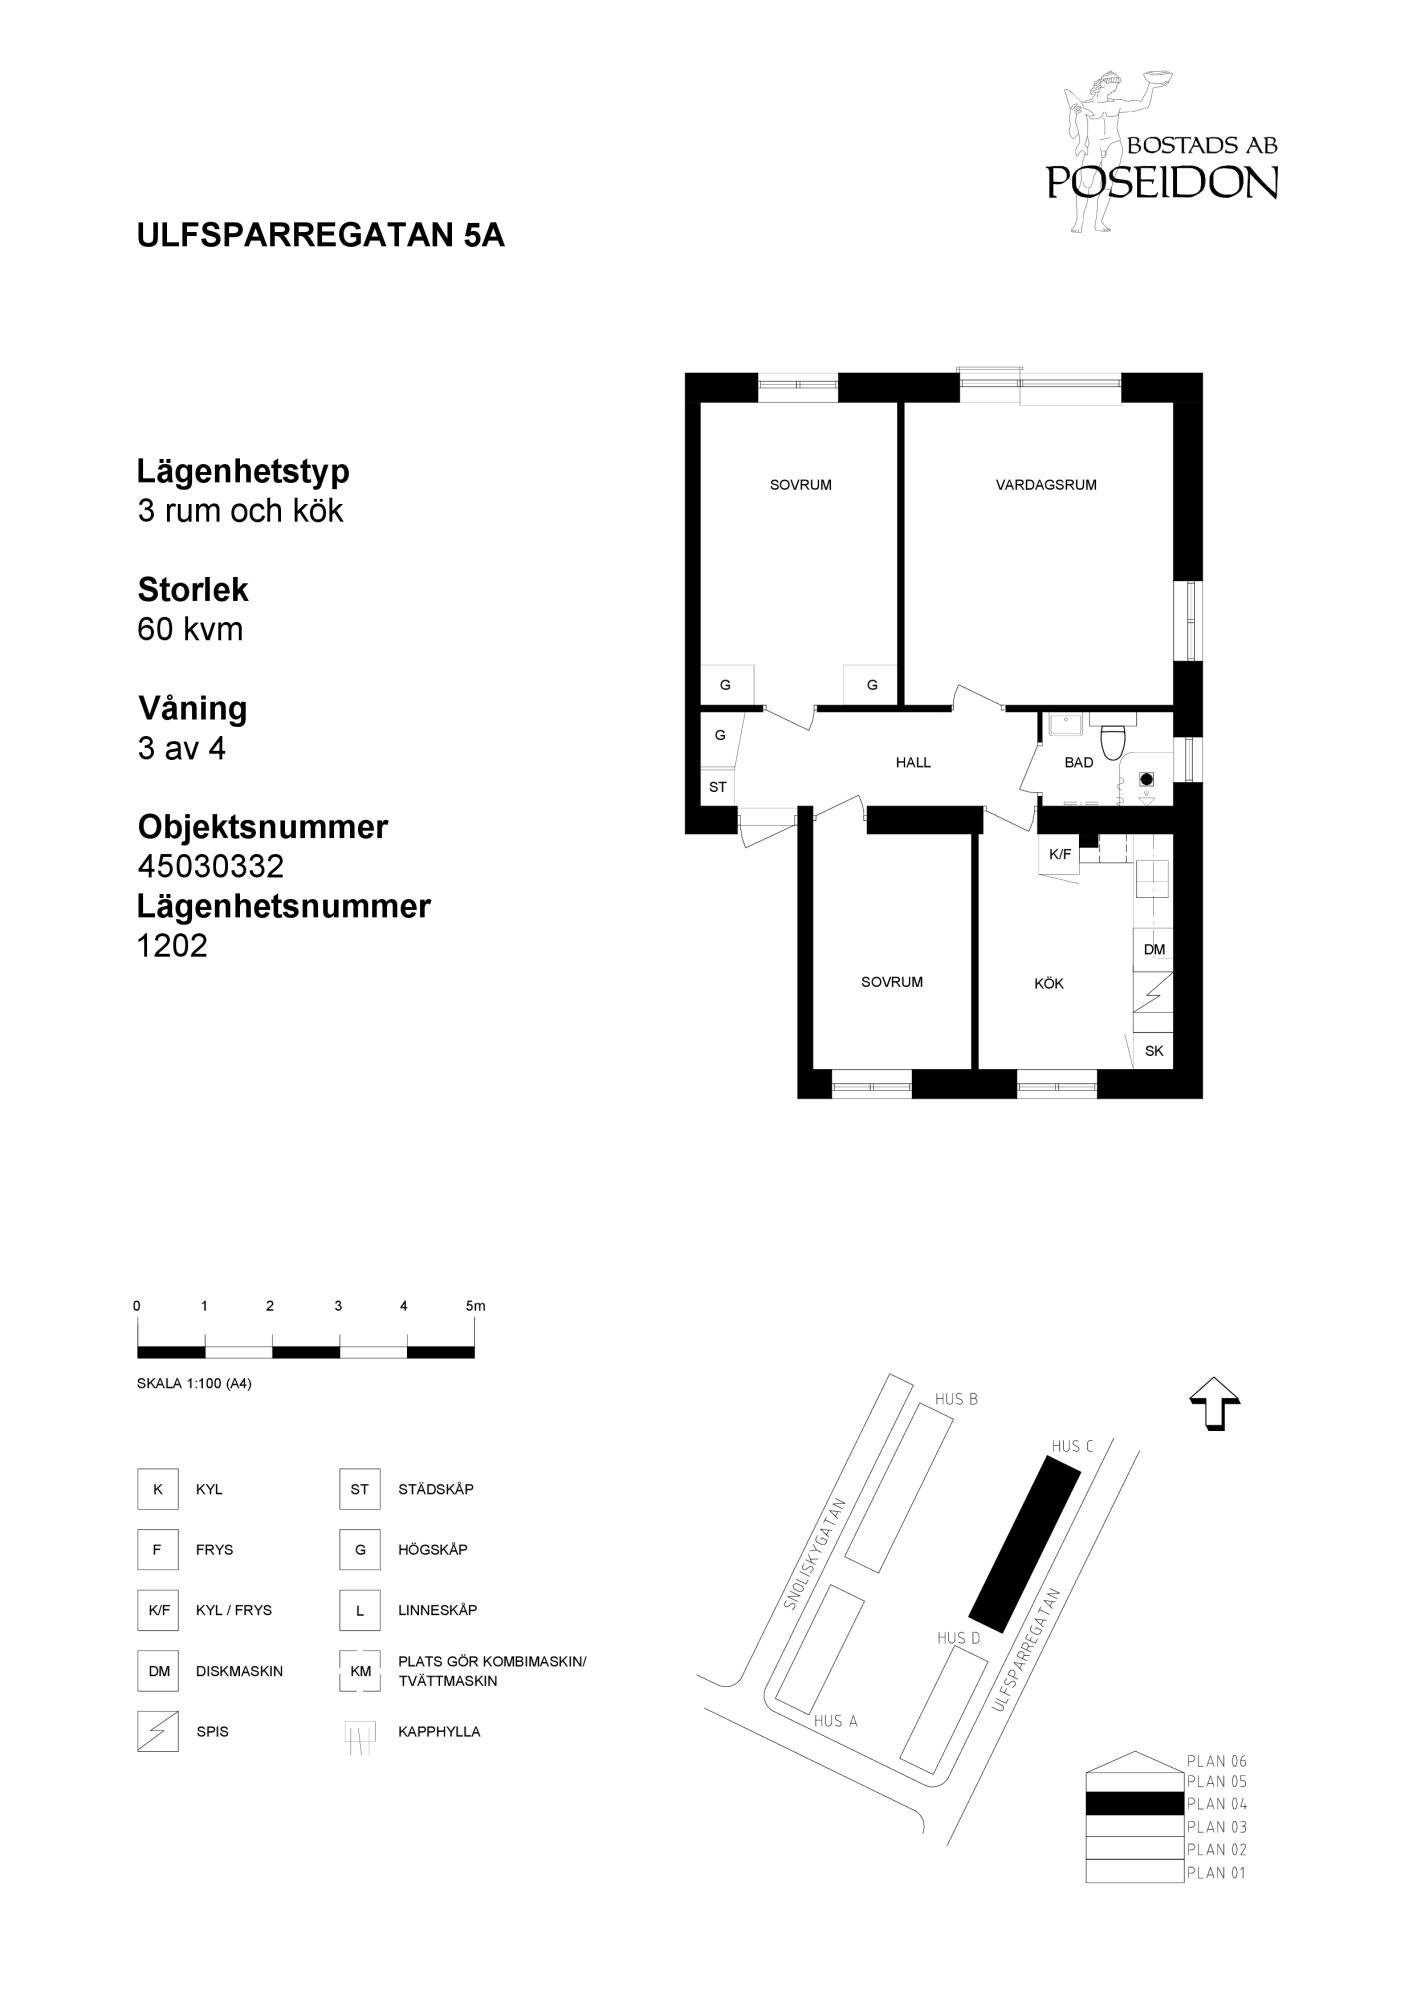 BOSTADS AB
POSEIDON
ULFSPARREGATAN 5A
Lägenhetstyp
3 rum och kök
Storlek
60 kvm
Våning
3 av 4
Objektsnummer
45030332
Lägenhetsnummer
1202
SOVRUM
VARDAGSRUM
G
G
G
ST
HALL
BAD
K/F
DM
SOVRUM
KÖK
SK
0 1 2 3 4 5m
SKALA 1:100 (A4)
K KYL
F FRYS
K/F KYL / FRYS
DM DISKMASKIN
SPIS
ST STÄDSKÅP
G HÖGSKÅP
L LINNESKÅP
KM PLATS GÖR KOMBIMASKIN/
TVÄTTMASKIN
KAPPHYLLA
HUS B
HUS C
SNOLISKYGATAN
HUS D
ULFSPARREGATAN
HUS A
PLAN 06
PLAN 05
PLAN 04
PLAN 03
PLAN 02
PLAN 01